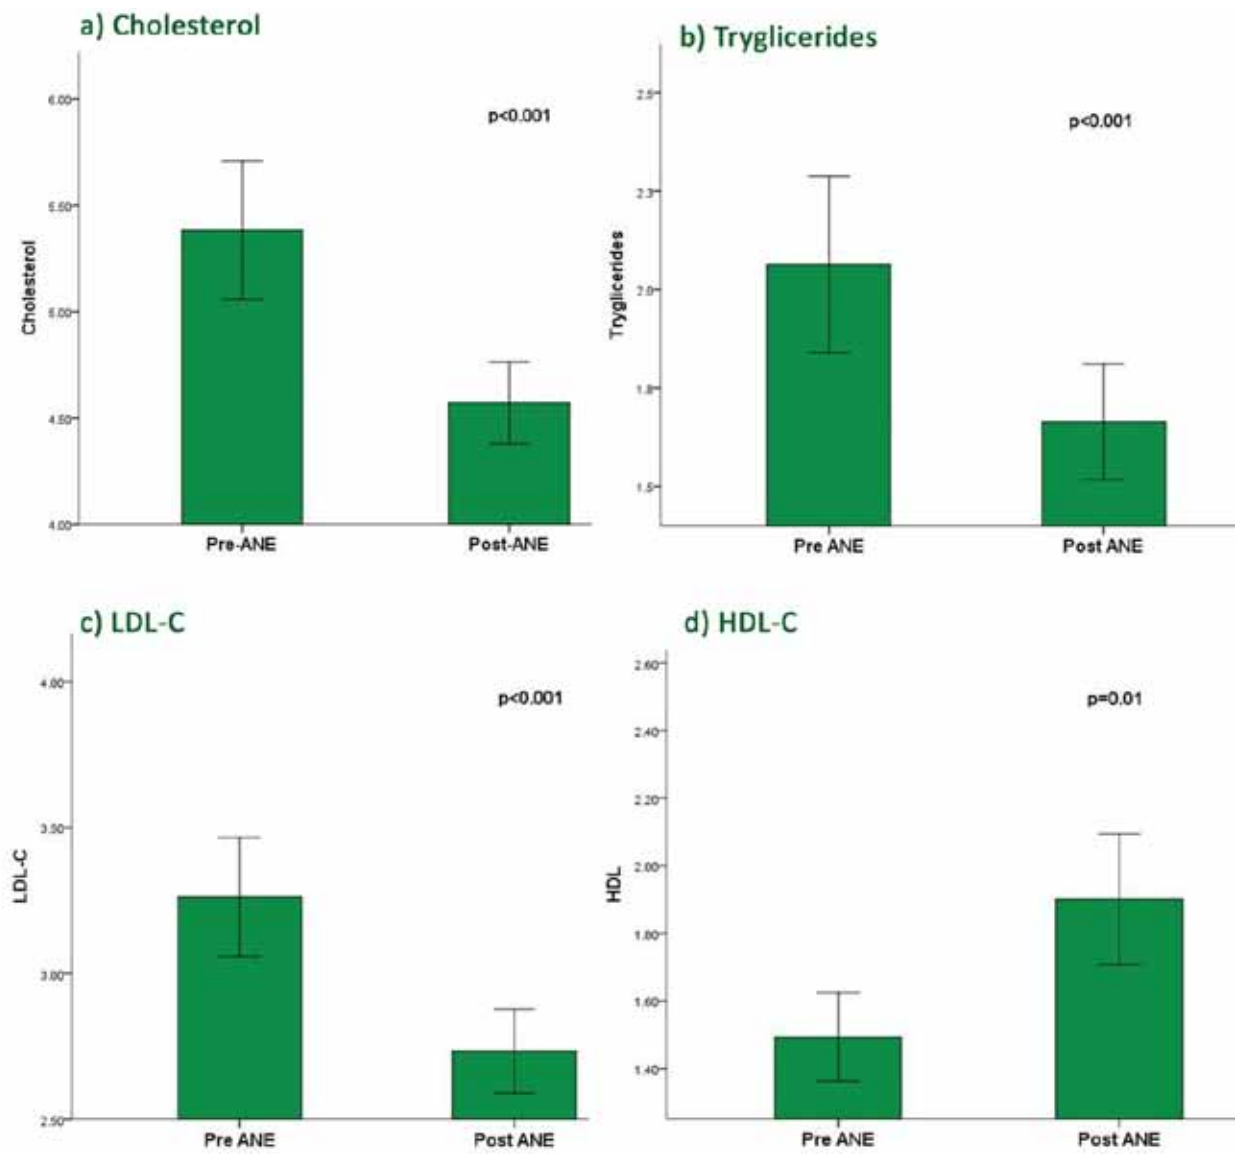 a) Cholesterol
6.00
5.50
5.00
4.50
4.00
Cholesterol
p<0.001
Pre-ANE
Post-ANE
b) Tryglicerides
2.5
2.3
2.0
1.8
1.5
Tryglicerides
p<0.001
Pre ANE
Post ANE
c) LDL-C
4.00
3.50
3.00
2.50
LDL-C
p<0.001
Pre ANE
Post ANE
d) HDL-C
2.60
2.40
2.20
2.00
1.80
1.60
1.40
HDL
p=0.01
Pre ANE
Post ANE